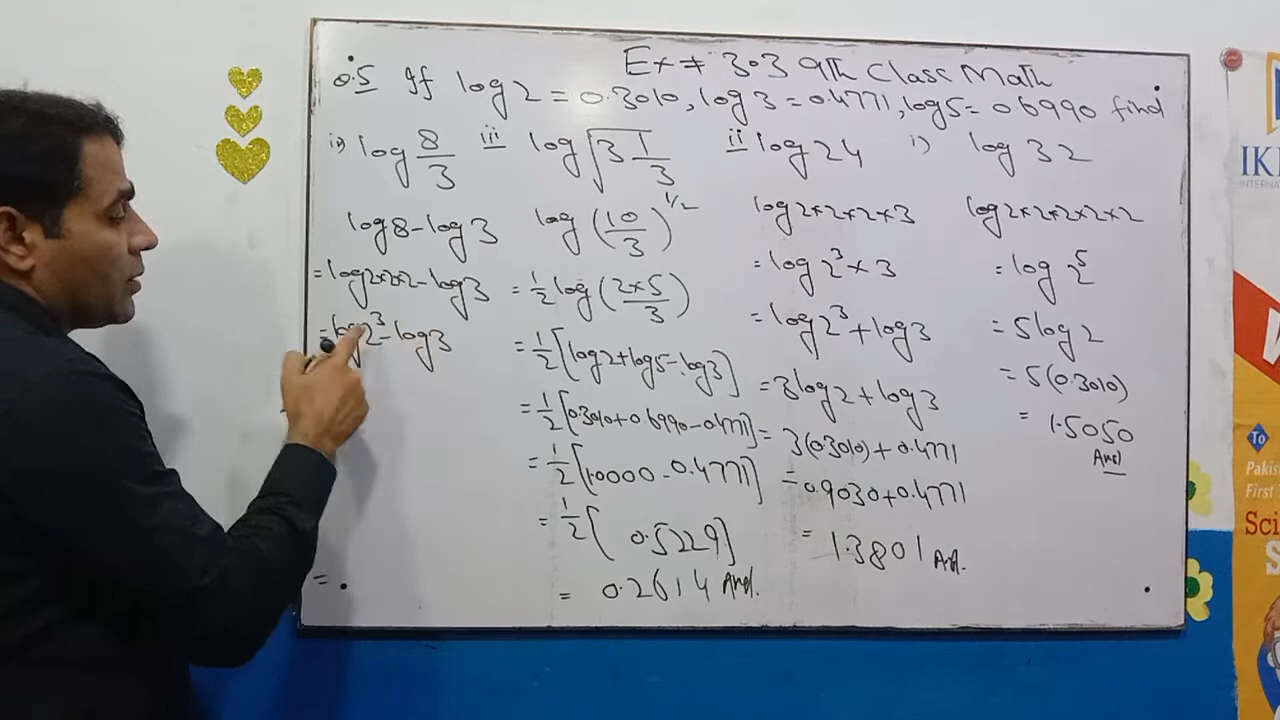 Ex # 3.3 9th Class Math
Q.5 If log 2 = 0.3010, log 3 = 0.4771, log 5 = 0.6990 find
iv) log 8/3
log 8 - log 3
= log 2×2×2 - log 3
= log 2³ - log 3
= .
iii log √(3 1/3)
log (10/3)^1/2
= 1/2 log (2×5/3)
= 1/2 [log 2 + log 5 - log 3]
= 1/2 [0.3010 + 0.6990 - 0.4771]
= 1/2 [1.0000 - 0.4771]
= 1/2 [0.5229]
= 0.2614 Ans.
ii log 24
log 2×2×2×3
= log 2³ × 3
= log 2³ + log 3
= 3 log 2 + log 3
= 3(0.3010) + 0.4771
= 0.9030 + 0.4771
= 1.3801 Ans.
i) log 32
log 2×2×2×2×2
= log 2⁵
= 5 log 2
= 5(0.3010)
= 1.5050
Ans
To
First